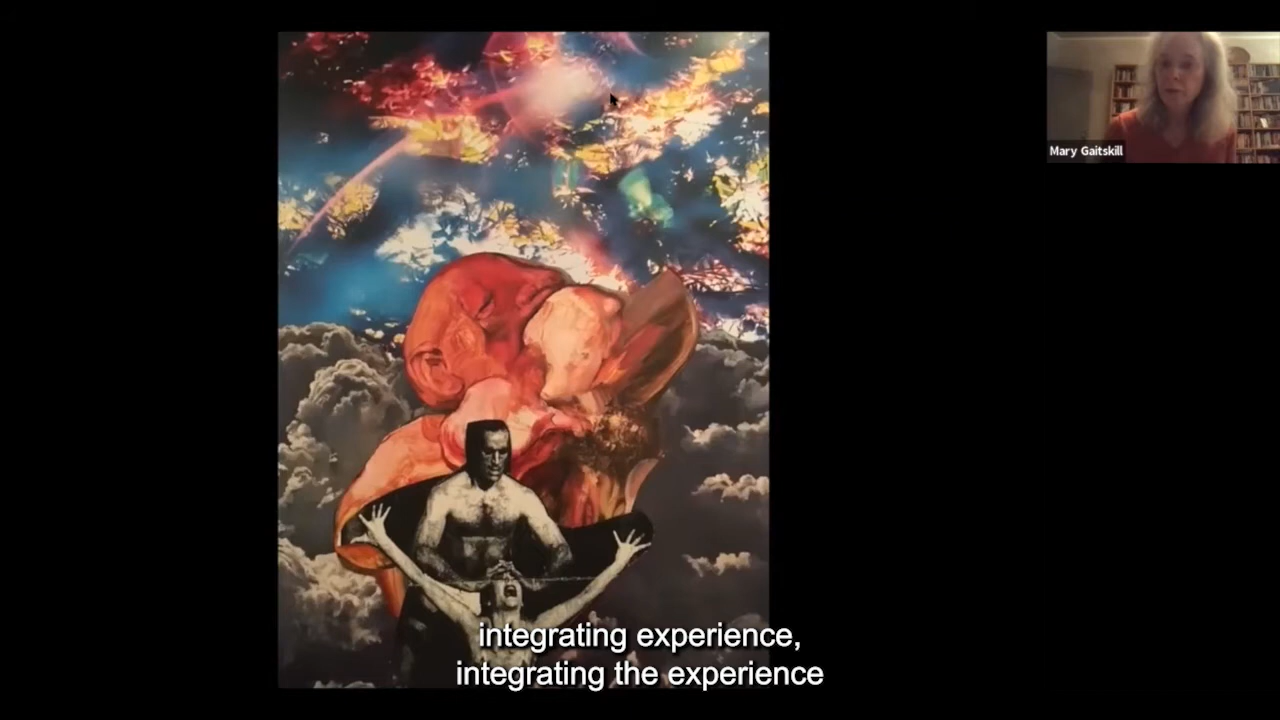 Mary Gaitskill
integrating experience,
integrating the experience